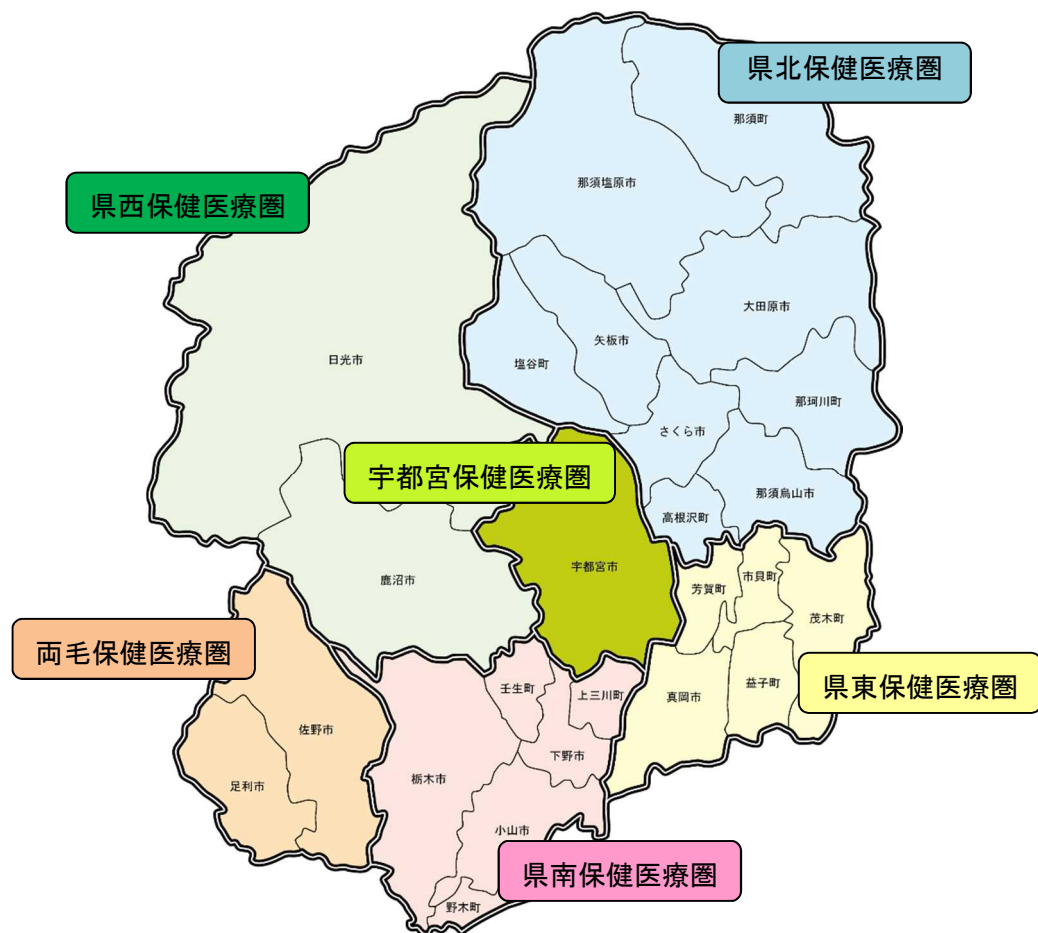 県北保健医療圏
那須町
那須塩原市
県西保健医療圏
大田原市
矢板市
日光市
塩谷町
那珂川町
さくら市
宇都宮保健医療圏
那須烏山市
高根沢町
宇都宮市
鹿沼市
芳賀町
市貝町
茂木町
両毛保健医療圏
県東保健医療圏
壬生町
上三川町
真岡市
益子町
佐野市
下野市
栃木市
足利市
小山市
県南保健医療圏
野木町